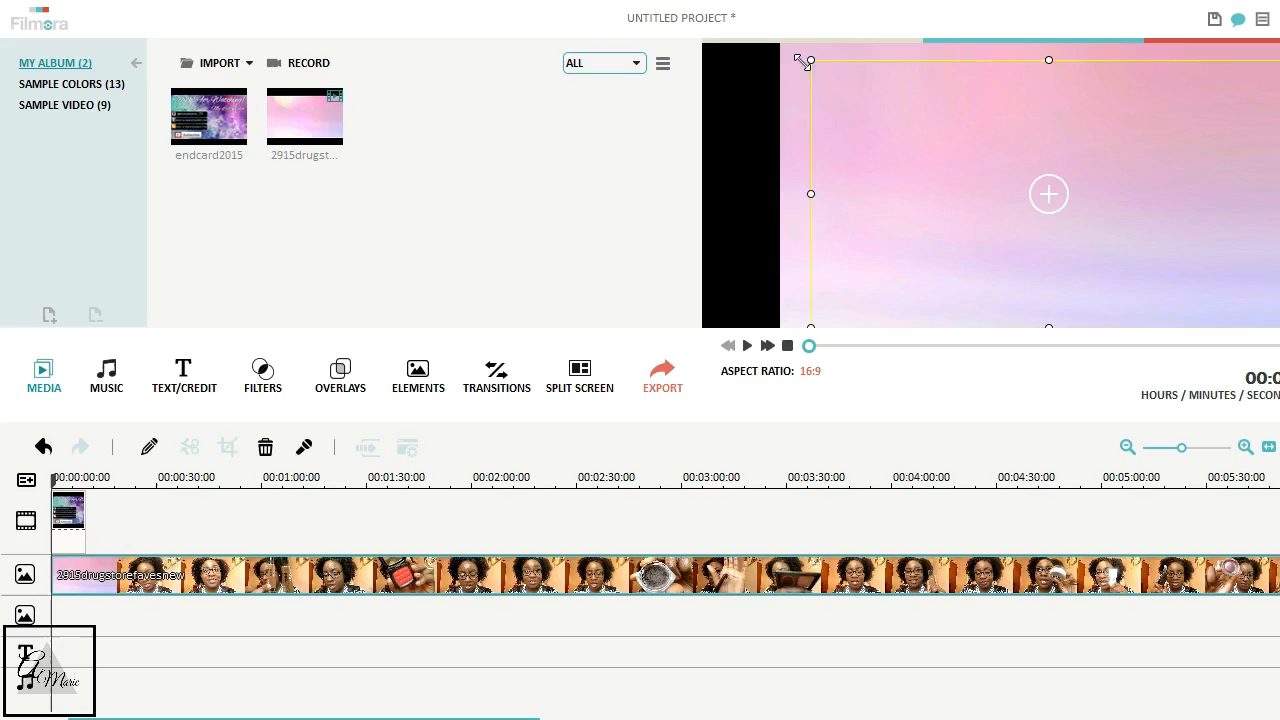 Filmora
UNTITLED PROJECT *
MY ALBUM (2)
SAMPLE COLORS (13)
SAMPLE VIDEO (9)
IMPORT
RECORD
ALL
endcard2015
2915drugst...
MEDIA
MUSIC
TEXT/CREDIT
FILTERS
OVERLAYS
ELEMENTS
TRANSITIONS
SPLIT SCREEN
EXPORT
ASPECT RATIO: 16:9
00:0
HOURS / MINUTES / SECON
00:00:00:00 00:00:30:00 00:01:00:00 00:01:30:00 00:02:00:00 00:02:30:00 00:03:00:00 00:03:30:00 00:04:00:00 00:04:30:00 00:05:00:00 00:05:30:00
2915drugstorefavesnew
T
Marie